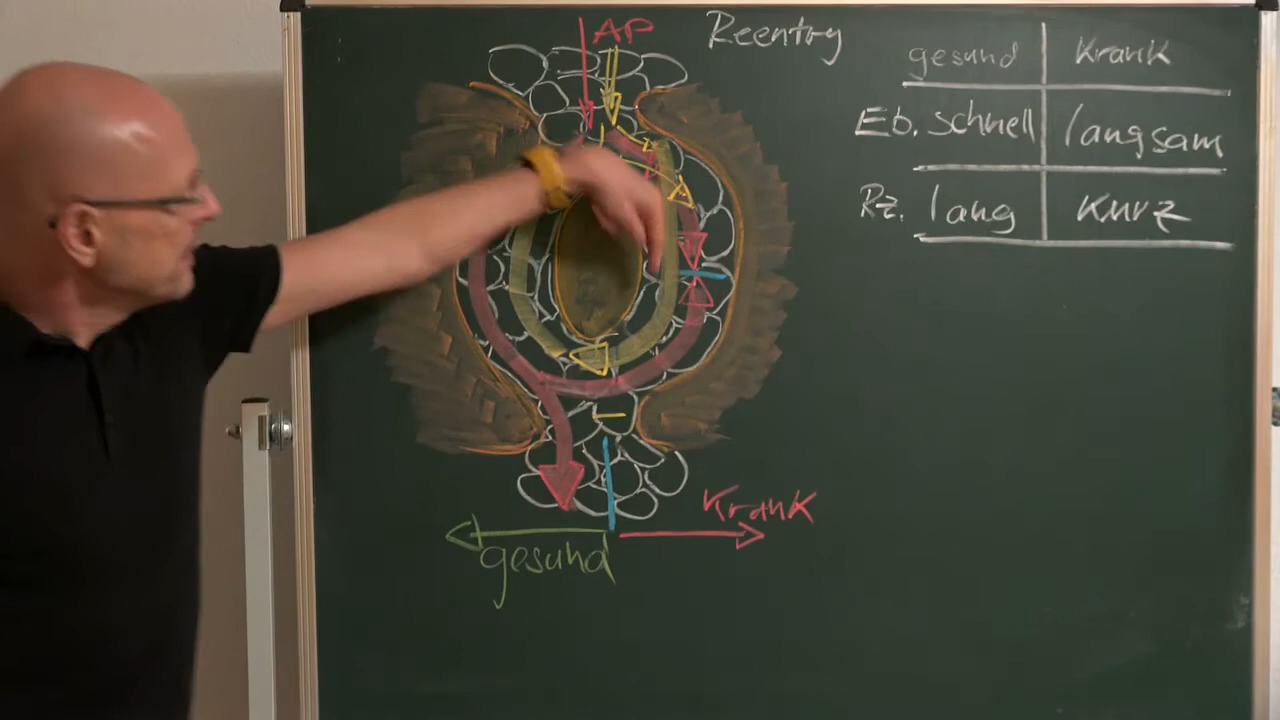 AP
Reentry
gesund krank
Eb. schnell langsam
Rz. lang kurz
Krank
gesund